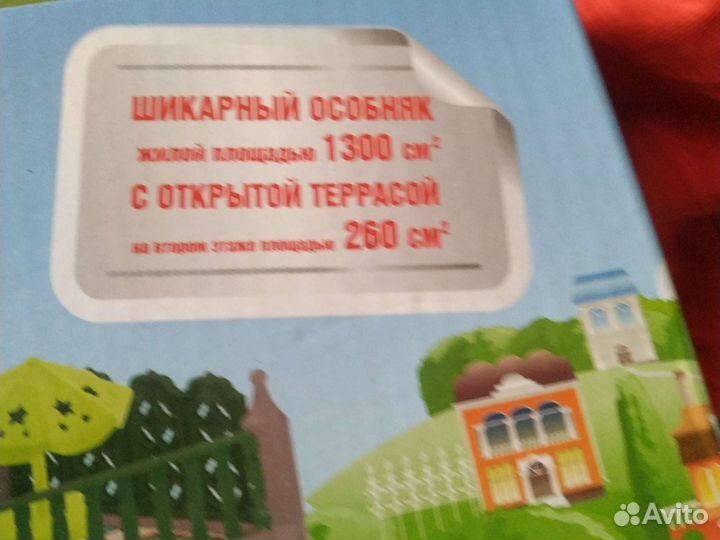 ШИКАРНЫЙ ОСОБНЯК
жилой площадью 1300 см²
С ОТКРЫТОЙ ТЕРРАСОЙ
на втором этаже площадью 260 см²
Avito